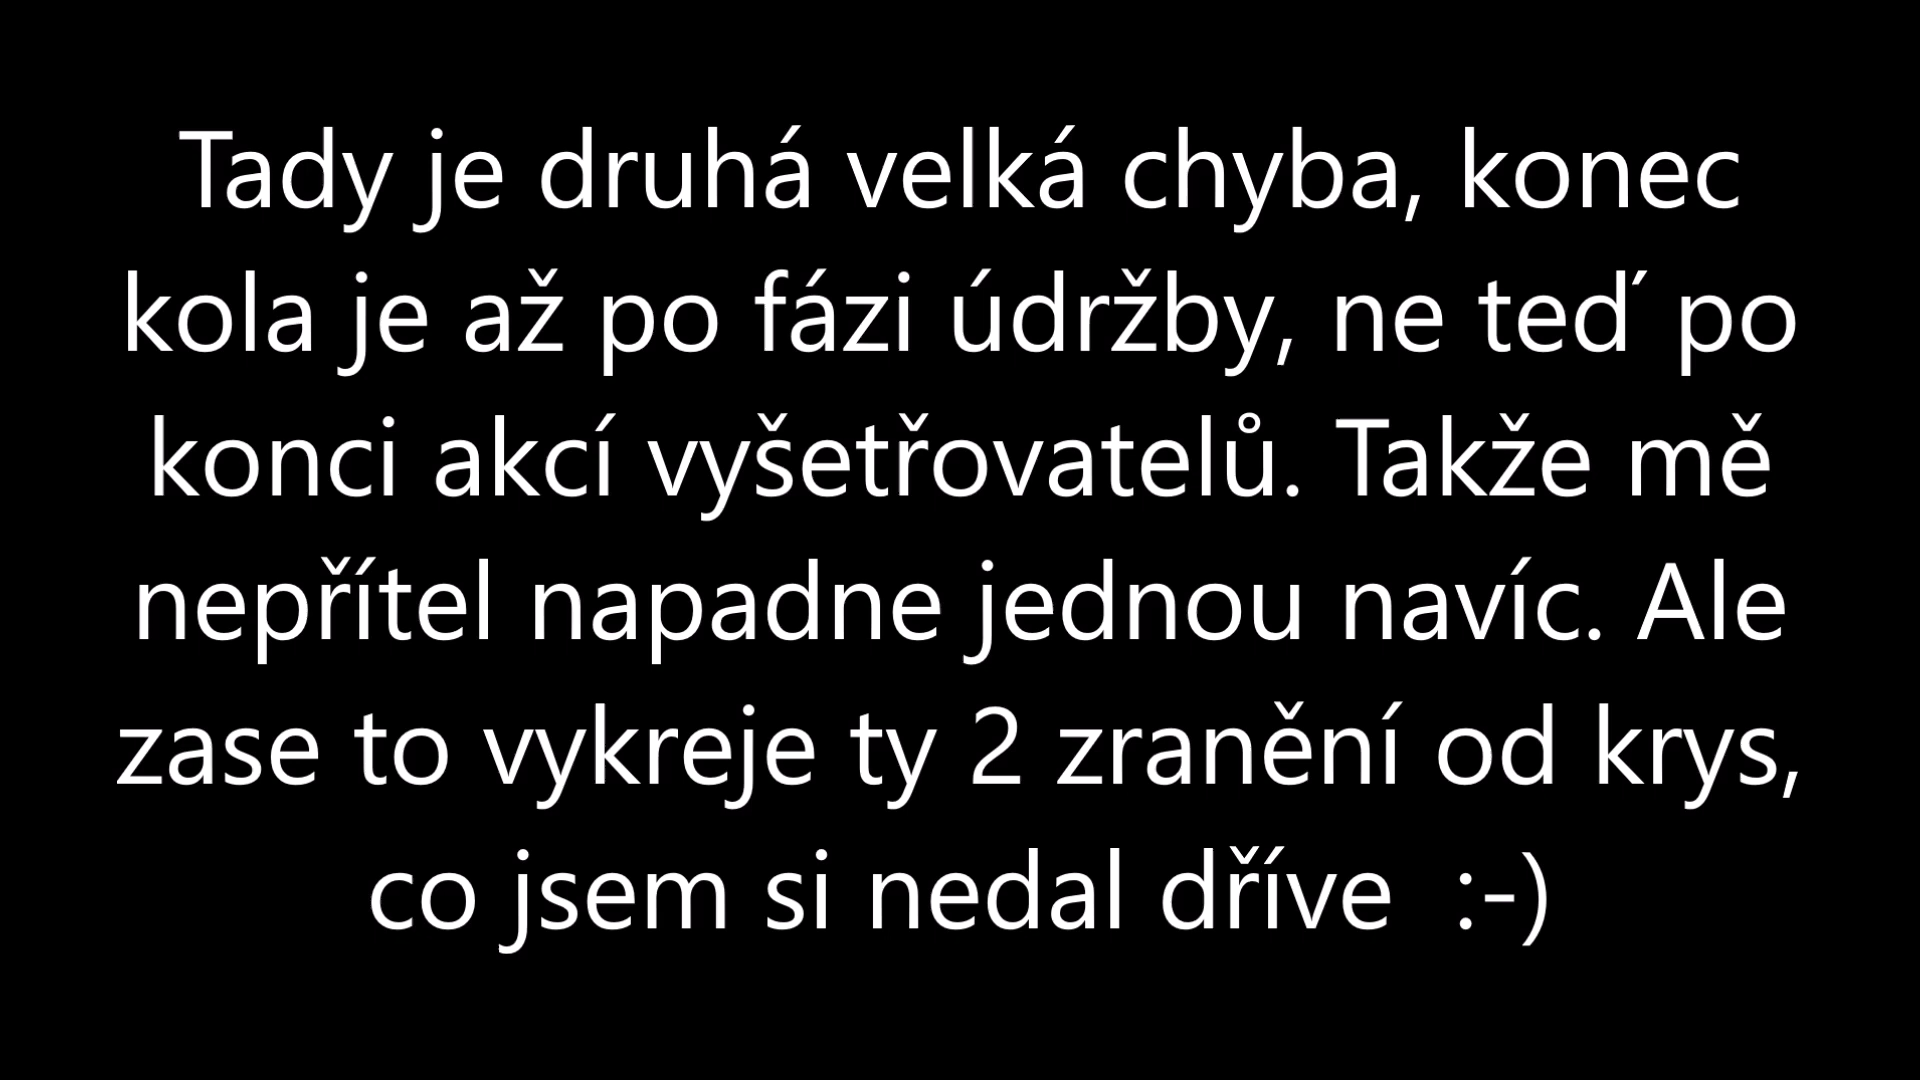 Tady je druhá velká chyba, konec
kola je až po fázi údržby, ne teď po
konci akcí vyšetřovatelů. Takže mě
nepřítel napadne jednou navíc. Ale
zase to vykreje ty 2 zranění od krys,
co jsem si nedal dříve  :-)